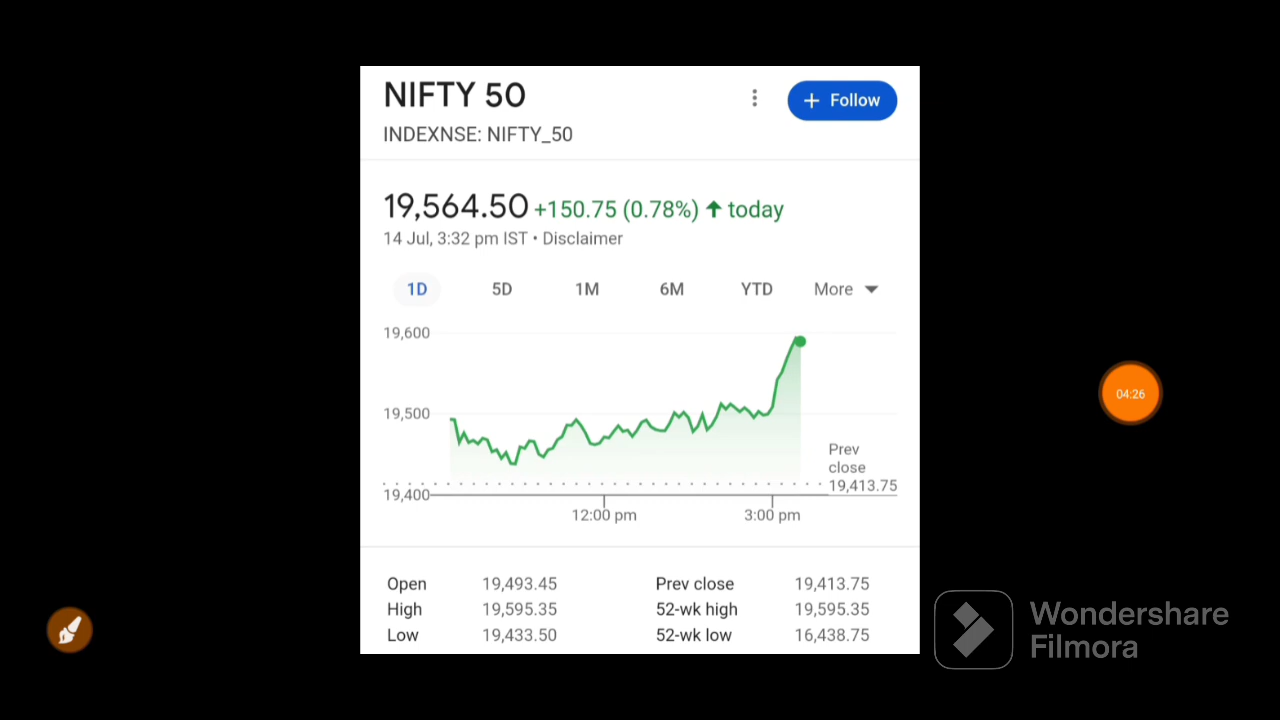 NIFTY 50
+ Follow
INDEXNSE: NIFTY_50
19,564.50 +150.75 (0.78%) ↑ today
14 Jul, 3:32 pm IST • Disclaimer
1D 5D 1M 6M YTD More
19,600
19,500
19,400
Prev
close
19,413.75
12:00 pm 3:00 pm
Open 19,493.45 Prev close 19,413.75
High 19,595.35 52-wk high 19,595.35
Low 19,433.50 52-wk low 16,438.75
04:26
Wondershare
Filmora